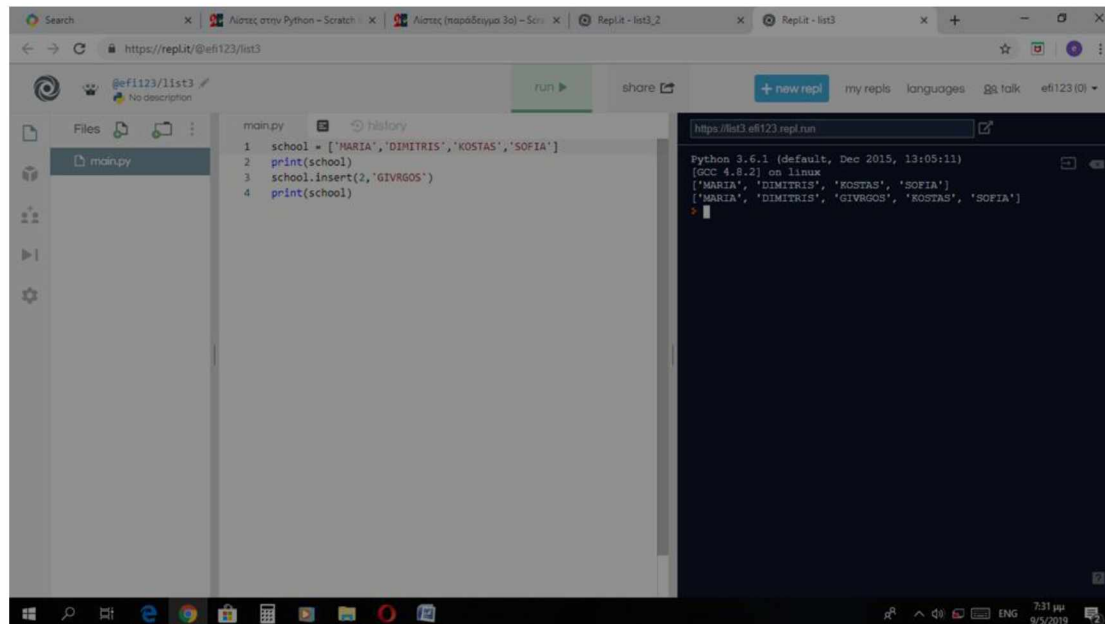 Search
Λίστες στην Python – Scratch
Λίστες (παράδειγμα 3ο) – Scra
Repl.it - list3_2
Repl.it - list3
https://repl.it/@efi123/list3
@efi123/list3
No description
run
share
+ new repl
my repls
languages
talk
efi123 (0)
Files
main.py
main.py
history
1 school = ['MARIA','DIMITRIS','KOSTAS','SOFIA']
2 print(school)
3 school.insert(2,'GIVRGOS')
4 print(school)
https://list3.efi123.repl.run
Python 3.6.1 (default, Dec 2015, 13:05:11)
[GCC 4.8.2] on linux
['MARIA', 'DIMITRIS', 'KOSTAS', 'SOFIA']
['MARIA', 'DIMITRIS', 'GIVRGOS', 'KOSTAS', 'SOFIA']
>
ENG
7:31 μμ
9/5/2019